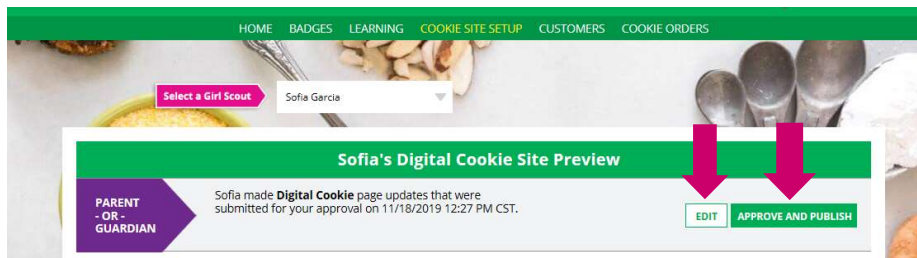 HOME BADGES LEARNING COOKIE SITE SETUP CUSTOMERS COOKIE ORDERS
Select a Girl Scout Sofia Garcia
Sofia's Digital Cookie Site Preview
PARENT
- OR -
GUARDIAN
Sofia made Digital Cookie page updates that were
submitted for your approval on 11/18/2019 12:27 PM CST.
EDIT APPROVE AND PUBLISH